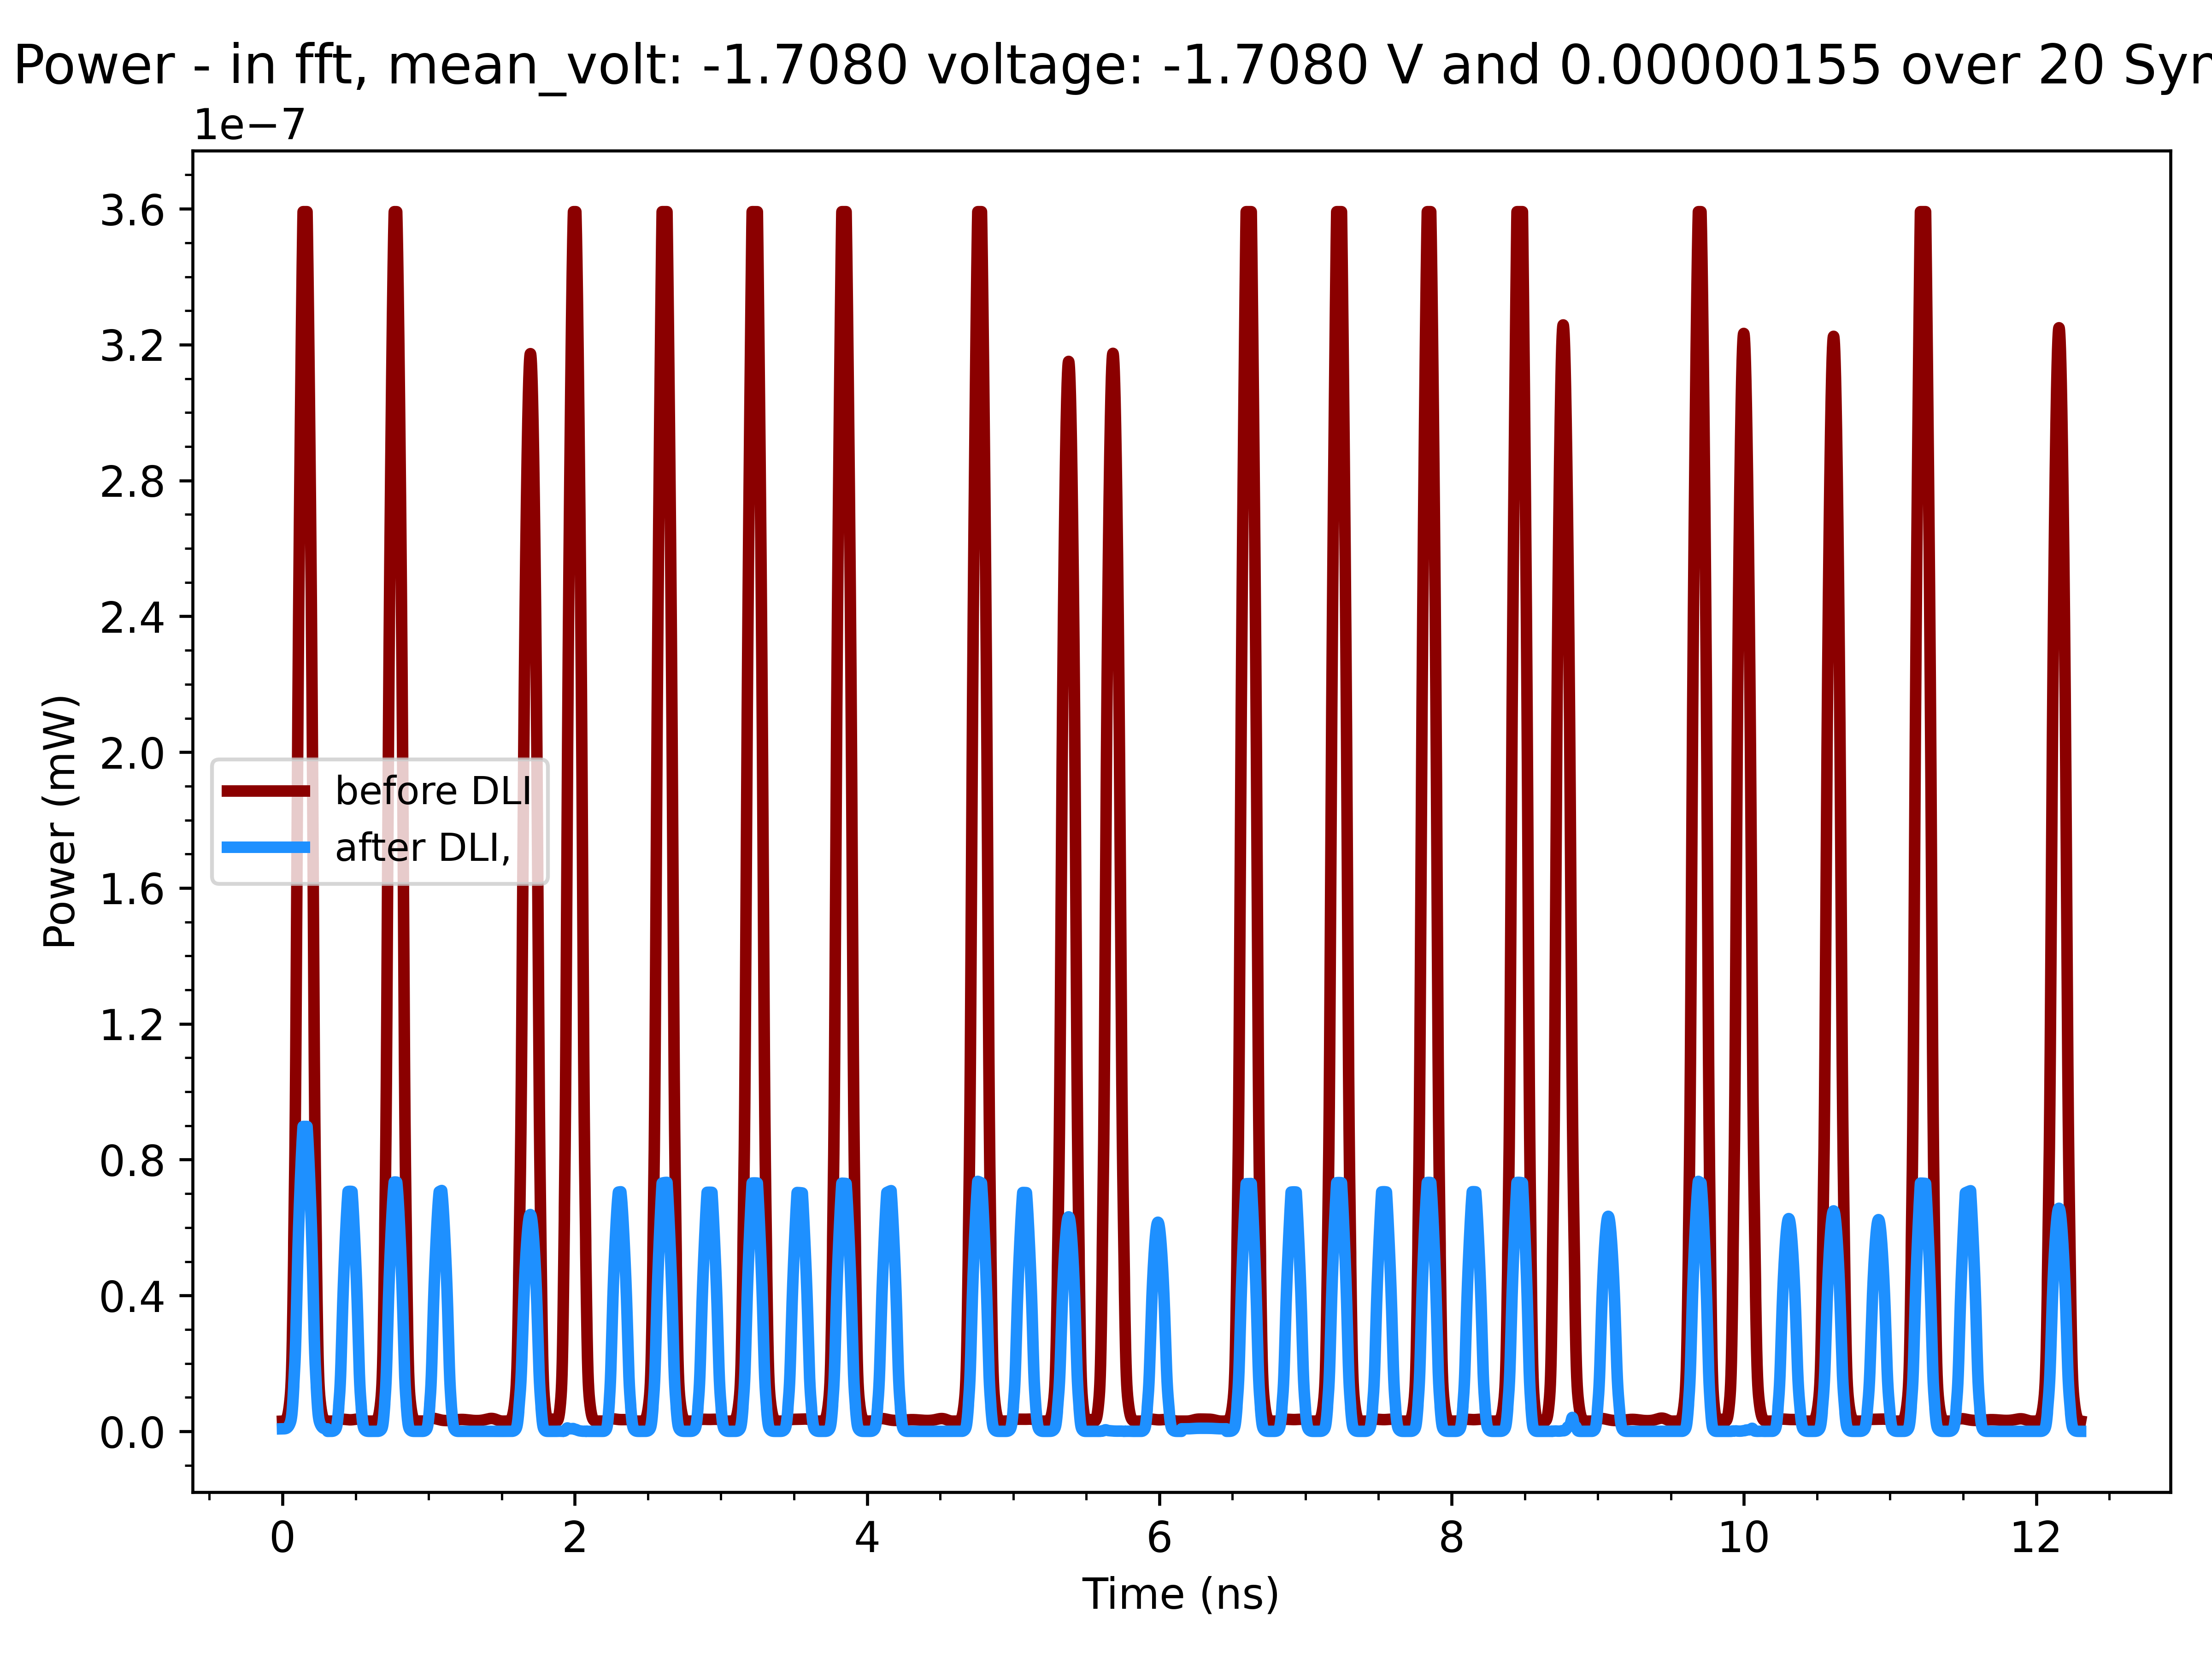 Power - in fft, mean_volt: -1.7080 voltage: -1.7080 V and 0.00000155 over 20
1e−7
3.6
3.2
2.8
2.4
2.0
1.6
1.2
0.8
0.4
0.0
Power (mW)
before DLI
after DLI,
0 2 4 6 8 10 12
Time (ns)